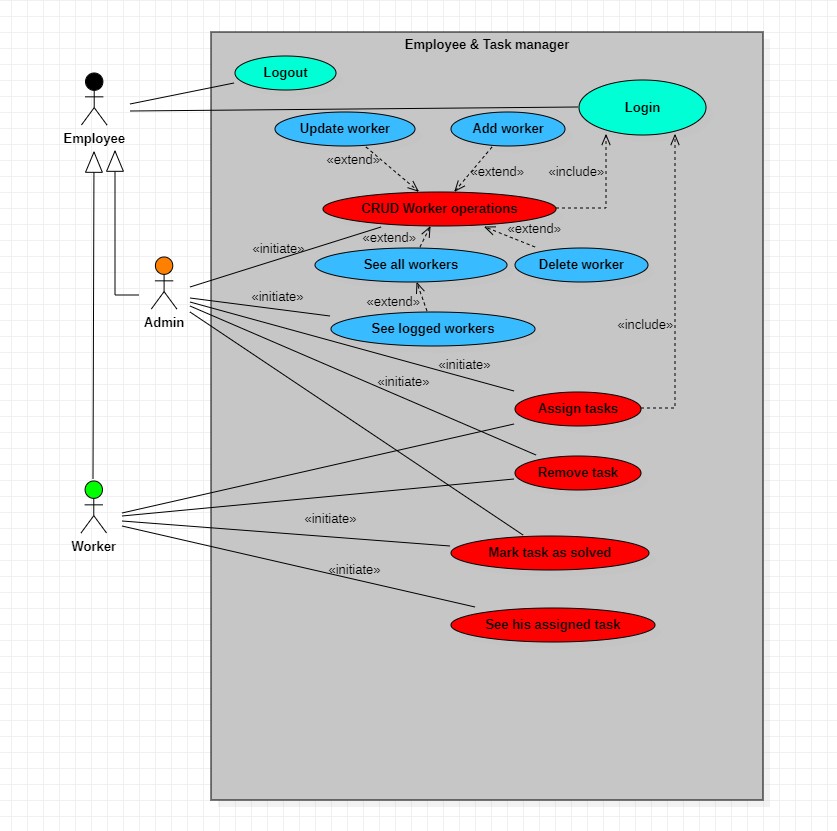 Employee & Task manager
Logout
Login
Employee
Update worker
Add worker
«extend»
«extend»
«include»
CRUD Worker operations
«extend»
«extend»
«initiate»
See all workers
Delete worker
«initiate»
«extend»
Admin
See logged workers
«include»
«initiate»
«initiate»
Assign tasks
Remove task
«initiate»
Worker
Mark task as solved
«initiate»
See his assigned task